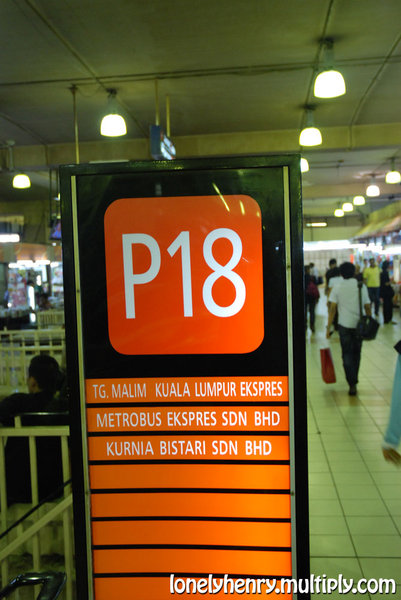 P18
TG. MALIM KUALA LUMPUR EKSPRES
METROBUS EKSPRES SDN BHD
KURNIA BISTARI SDN BHD
lonelyhenry.multiply.com